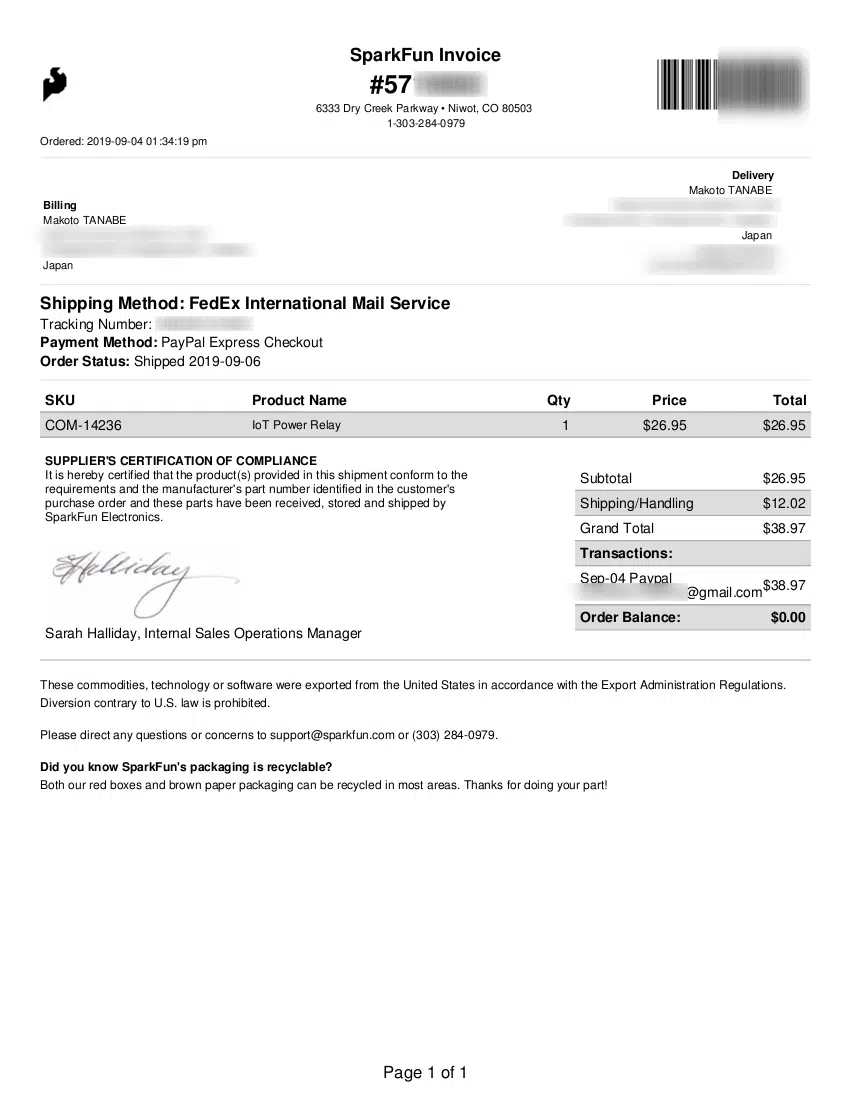 SparkFun Invoice
#57
6333 Dry Creek Parkway • Niwot, CO 80503
1-303-284-0979
Ordered: 2019-09-04 01:34:19 pm
Delivery
Makoto TANABE
Japan
Billing
Makoto TANABE
Japan
Shipping Method: FedEx International Mail Service
Tracking Number:
Payment Method: PayPal Express Checkout
Order Status: Shipped 2019-09-06
SKU Product Name Qty Price Total
COM-14236 IoT Power Relay 1 $26.95 $26.95
SUPPLIER'S CERTIFICATION OF COMPLIANCE
It is hereby certified that the product(s) provided in this shipment conform to the
requirements and the manufacturer's part number identified in the customer's
purchase order and these parts have been received, stored and shipped by
SparkFun Electronics.
SHalliday
Sarah Halliday, Internal Sales Operations Manager
Subtotal $26.95
Shipping/Handling $12.02
Grand Total $38.97
Transactions:
Sep-04 Paypal
@gmail.com $38.97
Order Balance: $0.00
These commodities, technology or software were exported from the United States in accordance with the Export Administration Regulations.
Diversion contrary to U.S. law is prohibited.
Please direct any questions or concerns to support@sparkfun.com or (303) 284-0979.
Did you know SparkFun's packaging is recyclable?
Both our red boxes and brown paper packaging can be recycled in most areas. Thanks for doing your part!
Page 1 of 1